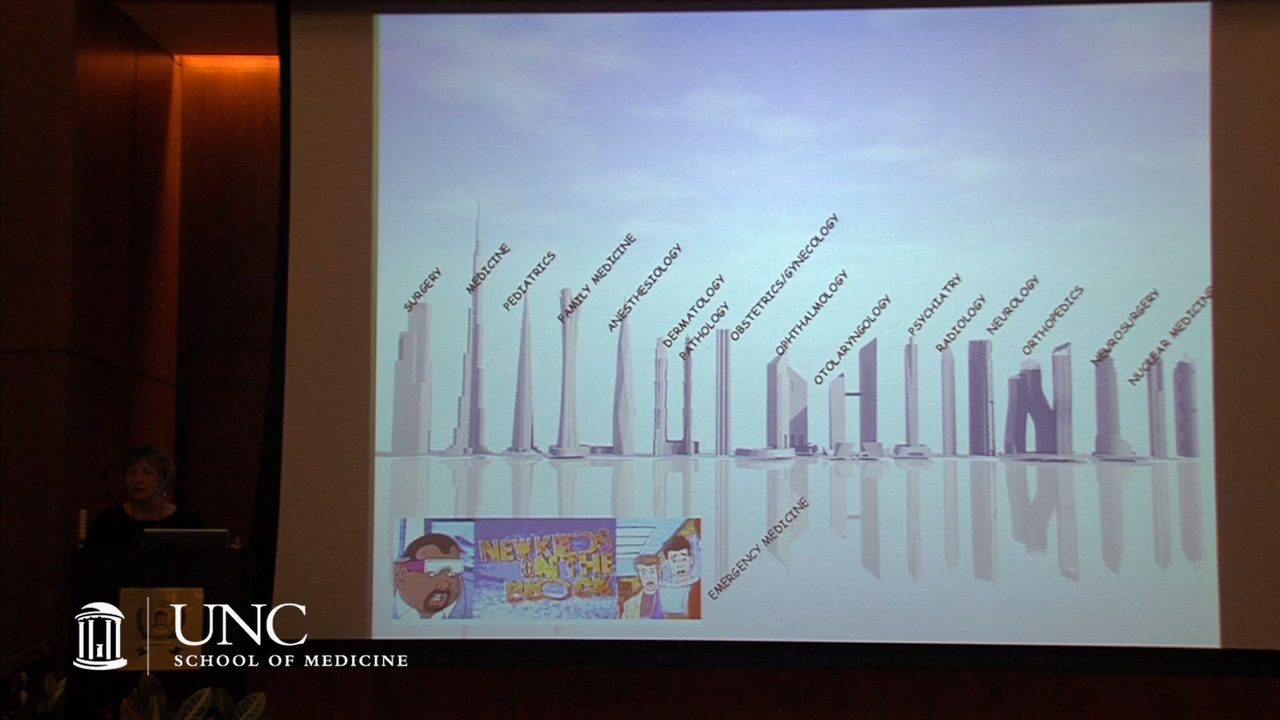 SURGERY
MEDICINE
PEDIATRICS
FAMILY MEDICINE
ANESTHESIOLOGY
DERMATOLOGY
PATHOLOGY
OBSTETRICS/GYNECOLOGY
OPHTHALMOLOGY
OTOLARYNGOLOGY
PSYCHIATRY
RADIOLOGY
NEUROLOGY
ORTHOPEDICS
NEUROSURGERY
NUCLEAR MEDICINE
NEW KIDS
ON THE
BLOCK
EMERGENCY MEDICINE
UNC
SCHOOL OF MEDICINE